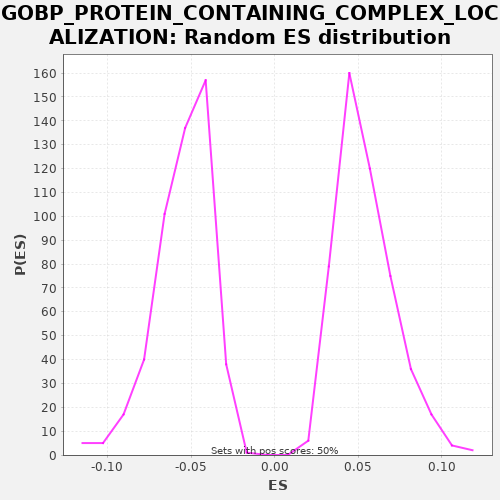 GOBP_PROTEIN_CONTAINING_COMPLEX_LOC
ALIZATION: Random ES distribution
160
150
140
130
120
110
100
90
80
70
60
50
40
30
20
10
0
P(ES)
Sets with pos scores: 50%
-0.10 -0.05 0.00 0.05 0.10
ES